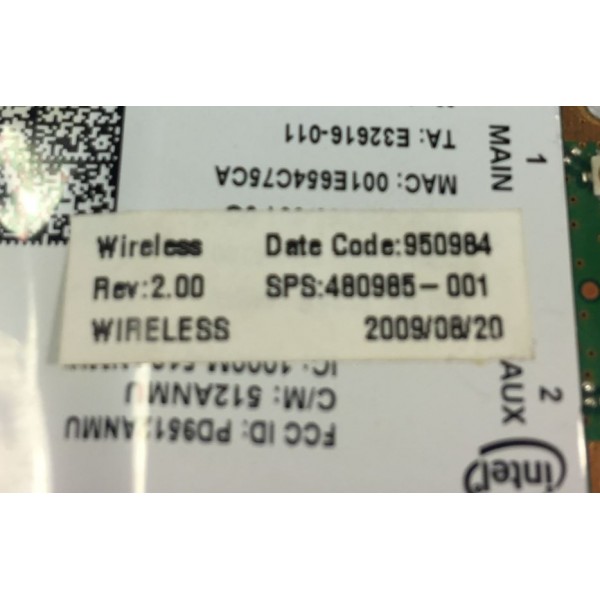 Wireless Date Code:950984
Rev:2.00 SPS:480985-001
WIRELESS 2009/08/20
FCC ID: PD9512ANMU
C/M: 512ANMU
MAC: 001E654C75CA
TA: E32616-011
1
MAIN
2
AUX
intel